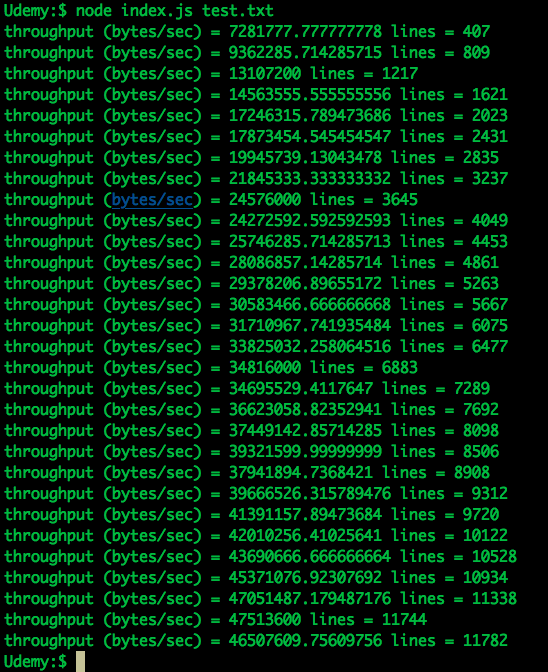 Udemy:$ node index.js test.txt
throughput (bytes/sec) = 7281777.777777778 lines = 407
throughput (bytes/sec) = 9362285.714285715 lines = 809
throughput (bytes/sec) = 13107200 lines = 1217
throughput (bytes/sec) = 14563555.555555556 lines = 1621
throughput (bytes/sec) = 17246315.789473686 lines = 2023
throughput (bytes/sec) = 17873454.545454547 lines = 2431
throughput (bytes/sec) = 19945739.13043478 lines = 2835
throughput (bytes/sec) = 21845333.333333332 lines = 3237
throughput (bytes/sec) = 24576000 lines = 3645
throughput (bytes/sec) = 24272592.592592593 lines = 4049
throughput (bytes/sec) = 25746285.714285713 lines = 4453
throughput (bytes/sec) = 28086857.14285714 lines = 4861
throughput (bytes/sec) = 29378206.89655172 lines = 5263
throughput (bytes/sec) = 30583466.666666668 lines = 5667
throughput (bytes/sec) = 31710967.741935484 lines = 6075
throughput (bytes/sec) = 33825032.258064516 lines = 6477
throughput (bytes/sec) = 34816000 lines = 6883
throughput (bytes/sec) = 34695529.4117647 lines = 7289
throughput (bytes/sec) = 36623058.82352941 lines = 7692
throughput (bytes/sec) = 37449142.85714285 lines = 8098
throughput (bytes/sec) = 39321599.99999999 lines = 8506
throughput (bytes/sec) = 37941894.7368421 lines = 8908
throughput (bytes/sec) = 39666526.315789476 lines = 9312
throughput (bytes/sec) = 41391157.89473684 lines = 9720
throughput (bytes/sec) = 42010256.41025641 lines = 10122
throughput (bytes/sec) = 43690666.666666664 lines = 10528
throughput (bytes/sec) = 45371076.92307692 lines = 10934
throughput (bytes/sec) = 47051487.179487176 lines = 11338
throughput (bytes/sec) = 47513600 lines = 11744
throughput (bytes/sec) = 46507609.75609756 lines = 11782
Udemy:$